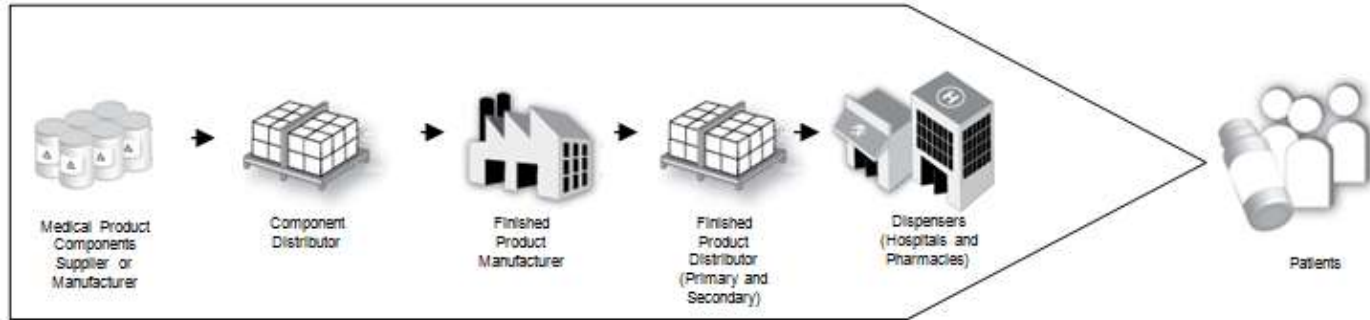 Medical Product
Components
Supplier or
Manufacturer
Component
Distributor
Finished
Product
Manufacturer
Finished
Product
Distributor
(Primary and
Secondary)
H
Dispensers
(Hospitals and
Pharmacies)
Patients